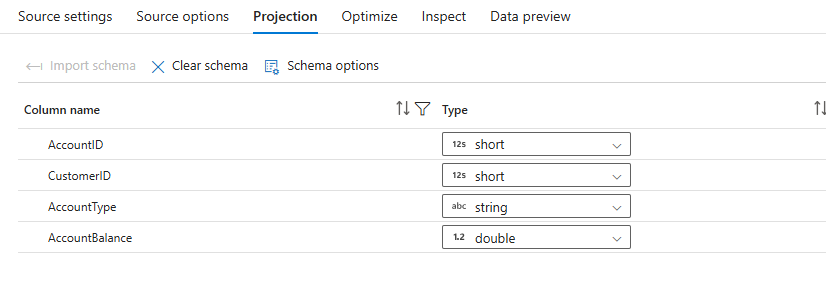 Source settings Source options Projection Optimize Inspect Data preview
Import schema Clear schema Schema options
Column name Type
AccountID 12s short
CustomerID 12s short
AccountType abc string
AccountBalance 1.2 double